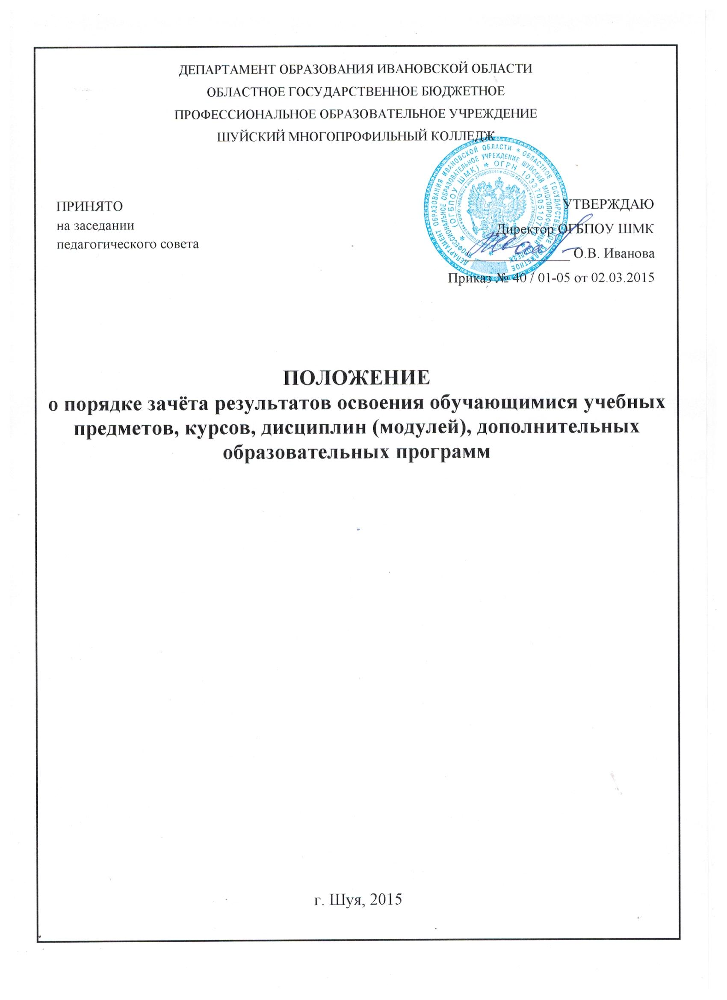 ДЕПАРТАМЕНТ ОБРАЗОВАНИЯ ИВАНОВСКОЙ ОБЛАСТИ
ОБЛАСТНОЕ ГОСУДАРСТВЕННОЕ БЮДЖЕТНОЕ
ПРОФЕССИОНАЛЬНОЕ ОБРАЗОВАТЕЛЬНОЕ УЧРЕЖДЕНИЕ
ШУЙСКИЙ МНОГОПРОФИЛЬНЫЙ КОЛЛЕДЖ
ПРИНЯТО
на заседании
педагогического совета
УТВЕРЖДАЮ
Директор ОГБПОУ ШМК
О.В. Иванова
Приказ № 40 / 01-05 от 02.03.2015
ДЕПАРТАМЕНТ ОБРАЗОВАНИЯ ИВАНОВСКОЙ ОБЛАСТИ * ОБЛАСТНОЕ ГОСУДАРСТВЕННОЕ БЮДЖЕТНОЕ
ПРОФЕССИОНАЛЬНОЕ ОБРАЗОВАТЕЛЬНОЕ УЧРЕЖДЕНИЕ ШУЙСКИЙ МНОГОПРОФИЛЬНЫЙ КОЛЛЕДЖ
* (ОГБПОУ ШМК) * ОГРН
ПОЛОЖЕНИЕ
о порядке зачёта результатов освоения обучающимися учебных
предметов, курсов, дисциплин (модулей), дополнительных
образовательных программ
г. Шуя, 2015